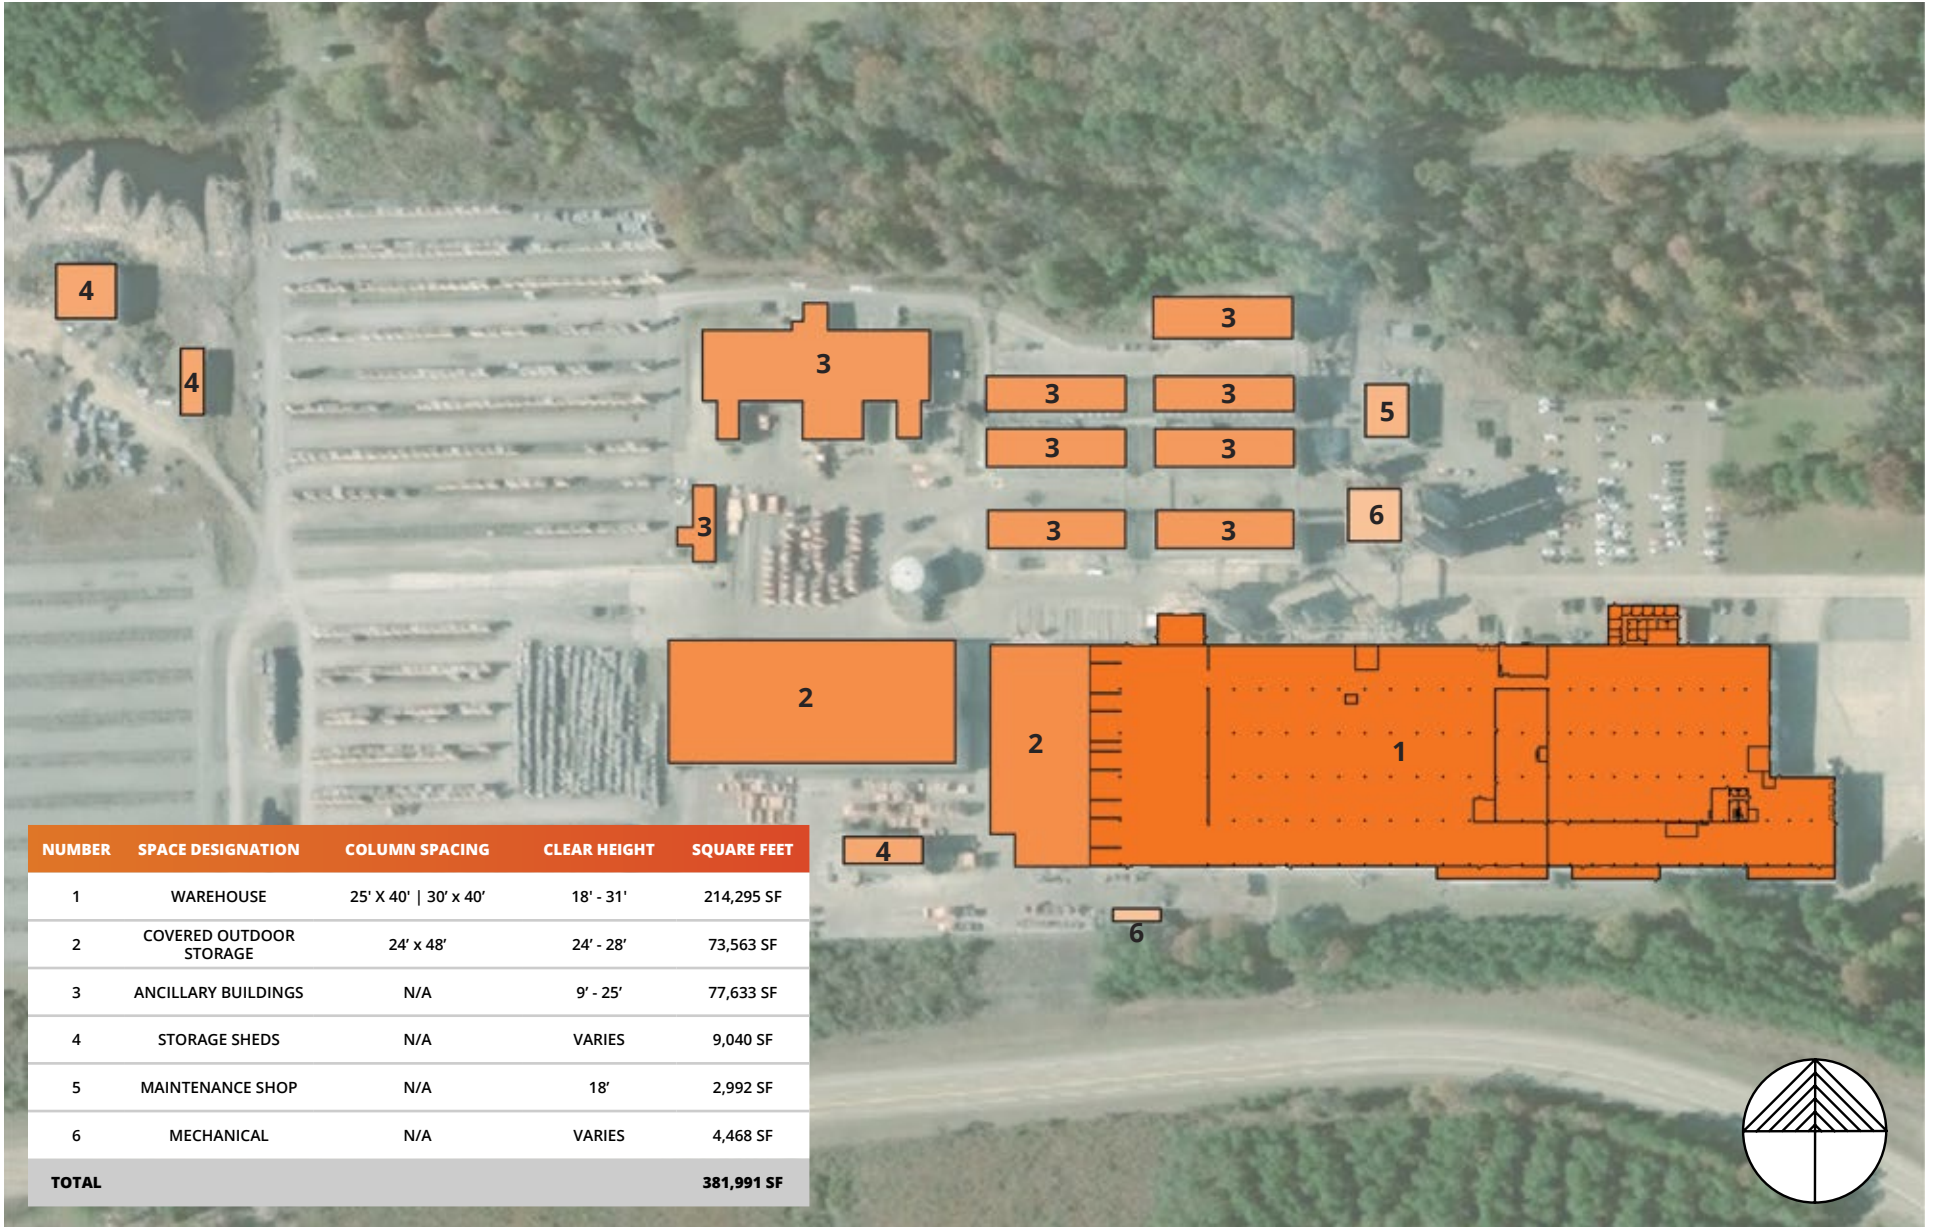 4
4
3
3
3
3
3
3
5
3
3
6
3
3
2
2
1
4
6
NUMBER SPACE DESIGNATION COLUMN SPACING CLEAR HEIGHT SQUARE FEET
1 WAREHOUSE 25' X 40' | 30’ x 40’ 18' - 31' 214,295 SF
2 COVERED OUTDOOR STORAGE 24’ x 48’ 24’ - 28’ 73,563 SF
3 ANCILLARY BUILDINGS N/A 9’ - 25’ 77,633 SF
4 STORAGE SHEDS N/A VARIES 9,040 SF
5 MAINTENANCE SHOP N/A 18’ 2,992 SF
6 MECHANICAL N/A VARIES 4,468 SF
TOTAL 381,991 SF